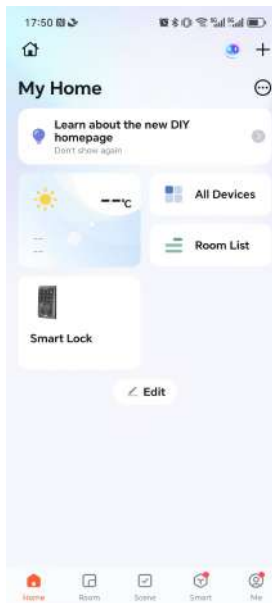 17:50
My Home
Learn about the new DIY
homepage
Don't show again
--°C
--
--
All Devices
Room List
Smart Lock
Edit
Home
Room
Scene
Smart
Me